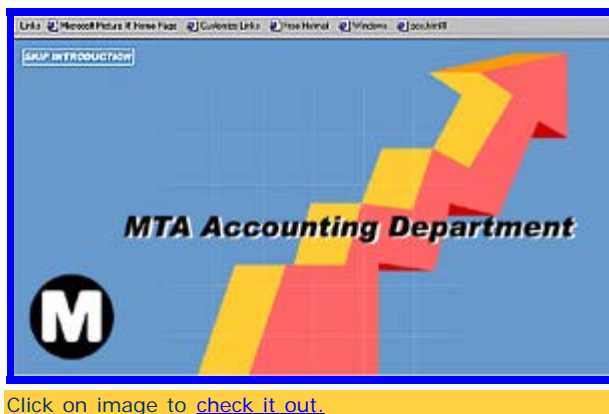 Links Microsoft Picture It Home Page Customize Links Free Hotmail Windows
SKIP INTRODUCTION
MTA Accounting Department
M
Click on image to check it out.